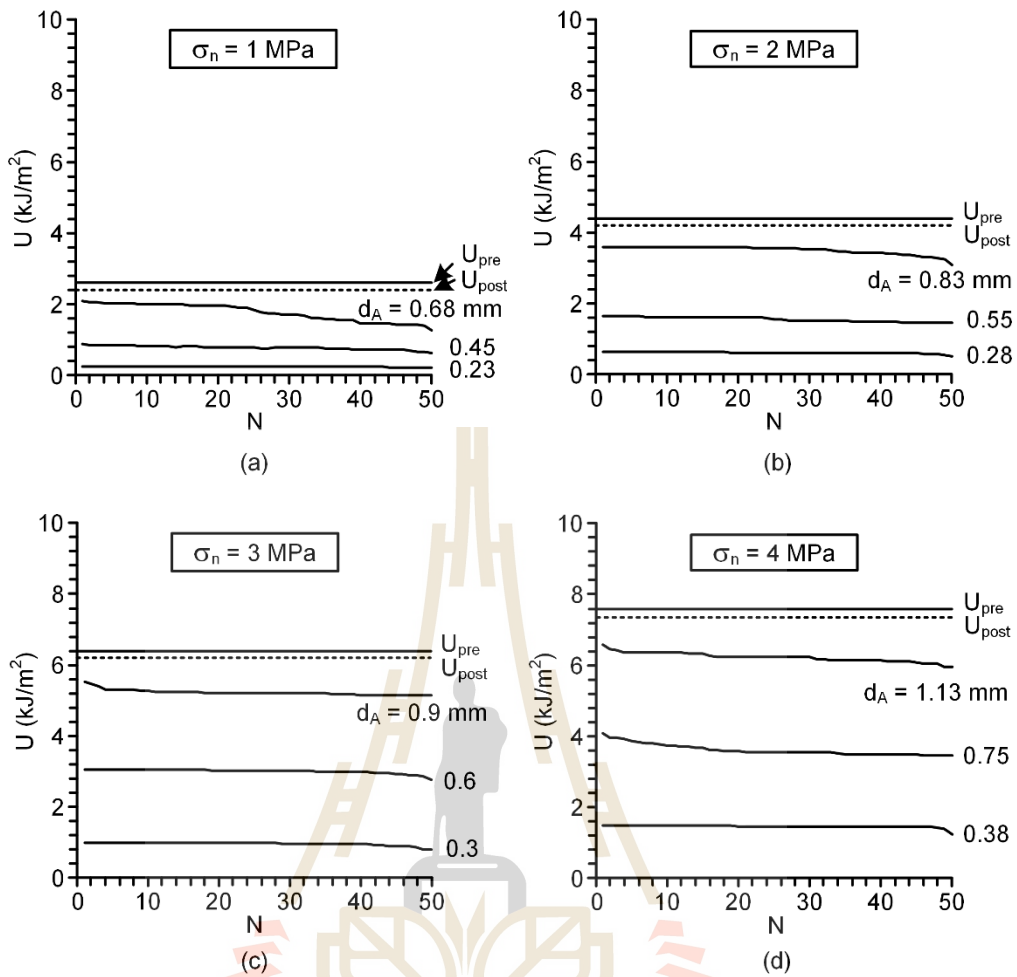 σn = 1 MPa
10
8
6
4
2
0
U (kJ/m²)
Upre
Upost
dA = 0.68 mm
0.45
0.23
0 10 20 30 40 50
N
(a)
σn = 2 MPa
10
8
6
4
2
0
U (kJ/m²)
Upre
Upost
dA = 0.83 mm
0.55
0.28
0 10 20 30 40 50
N
(b)
σn = 3 MPa
10
8
6
4
2
0
U (kJ/m²)
Upre
Upost
dA = 0.9 mm
0.6
0.3
0 10 20 30 40 50
N
(c)
σn = 4 MPa
10
8
6
4
2
0
U (kJ/m²)
Upre
Upost
dA = 1.13 mm
0.75
0.38
0 10 20 30 40 50
N
(d)